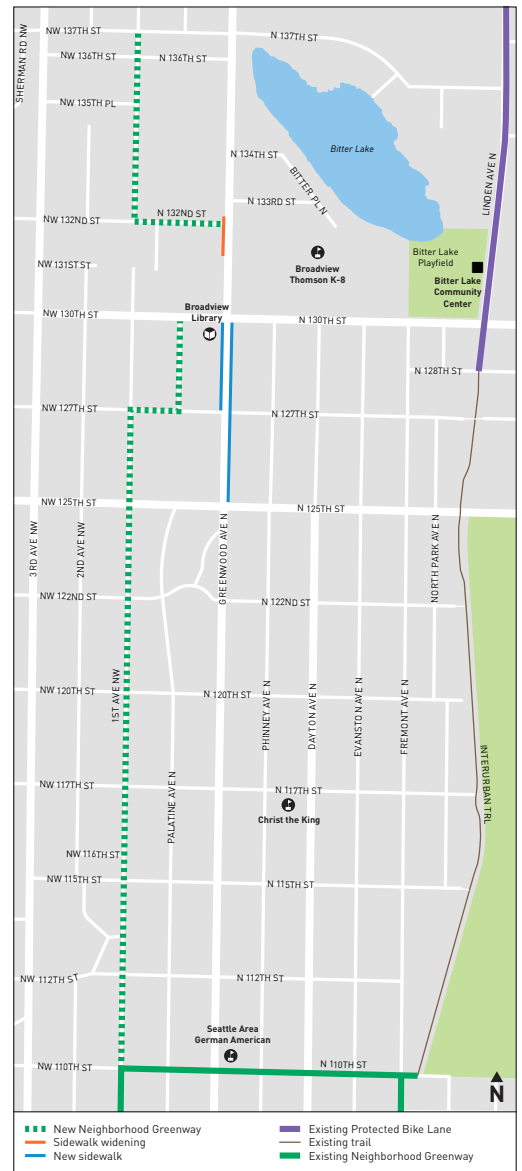 SHERMAN RD NW
NW 137TH ST
N 137TH ST
NW 136TH ST
N 136TH ST
NW 135TH PL
N 134TH ST
Bitter Lake
BITTER PL N
LINDEN AVE N
N 133RD ST
NW 132ND ST
N 132ND ST
NW 131ST ST
Broadview
Thomson K–8
Bitter Lake
Playfield
Bitter Lake
Community
Center
Broadview
Library
NW 130TH ST
N 130TH ST
N 128TH ST
NW 127TH ST
N 127TH ST
NW 125TH ST
N 125TH ST
3RD AVE NW
2ND AVE NW
GREENWOOD AVE N
NORTH PARK AVE N
NW 122ND ST
N 122ND ST
1ST AVE NW
NW 120TH ST
N 120TH ST
PHINNEY AVE N
DAYTON AVE N
EVANSTON AVE N
FREMONT AVE N
INTERURBAN TRL
NW 117TH ST
N 117TH ST
PALATINE AVE N
Christ the King
NW 116TH ST
NW 115TH ST
N 115TH ST
NW 112TH ST
N 112TH ST
Seattle Area
German American
NW 110TH ST
N 110TH ST
N
New Neighborhood Greenway
Sidewalk widening
New sidewalk
Existing Protected Bike Lane
Existing trail
Existing Neighborhood Greenway